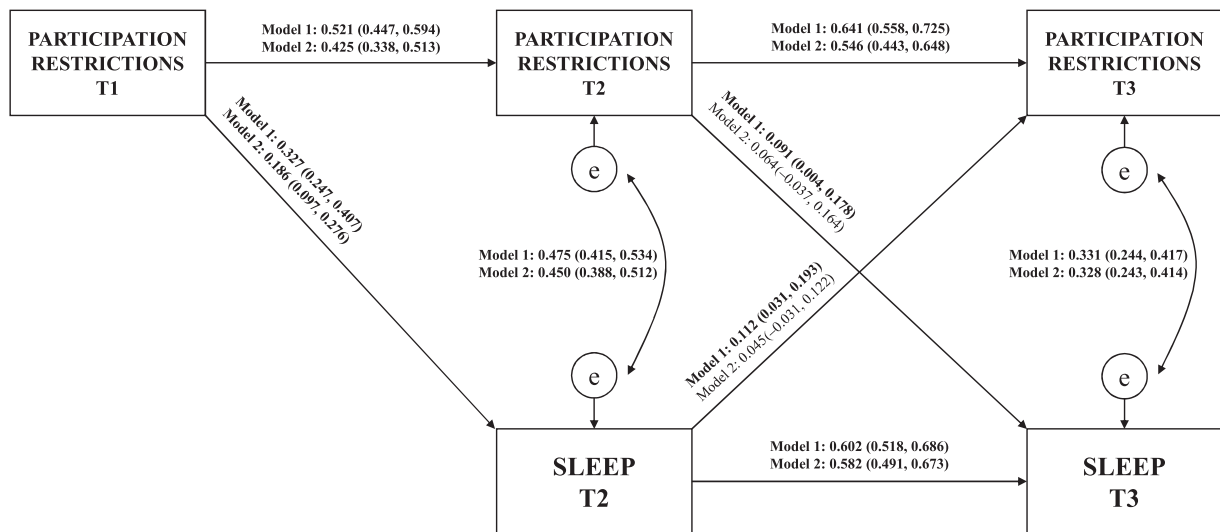 PARTICIPATION
RESTRICTIONS
T1
Model 1: 0.521 (0.447, 0.594)
Model 2: 0.425 (0.338, 0.513)
PARTICIPATION
RESTRICTIONS
T2
Model 1: 0.641 (0.558, 0.725)
Model 2: 0.546 (0.443, 0.648)
PARTICIPATION
RESTRICTIONS
T3
Model 1: 0.327 (0.247, 0.407)
Model 2: 0.186 (0.097, 0.276)
Model 1: 0.091 (0.004, 0.178)
Model 2: 0.064(–0.037, 0.164)
e
e
Model 1: 0.475 (0.415, 0.534)
Model 2: 0.450 (0.388, 0.512)
Model 1: 0.331 (0.244, 0.417)
Model 2: 0.328 (0.243, 0.414)
Model 1: 0.112 (0.031, 0.193)
Model 2: 0.045(–0.031, 0.122)
e
e
SLEEP
T2
Model 1: 0.602 (0.518, 0.686)
Model 2: 0.582 (0.491, 0.673)
SLEEP
T3